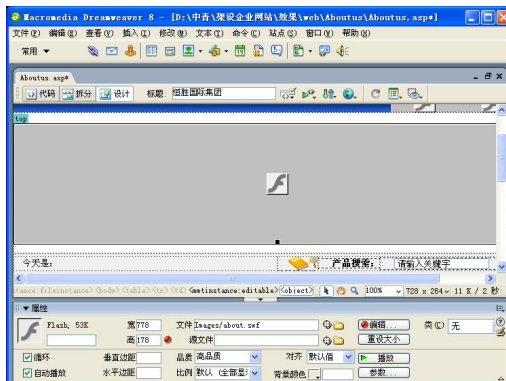 Macromedia Dreamweaver 8 - [D:\中青\架设企业网站\效果\web\Aboutus\Aboutus.asp*]
文件(F) 编辑(E) 查看(V) 插入(I) 修改(M) 文本(T) 命令(C) 站点(S) 窗口(W) 帮助(H)
常用
Aboutus.asp*
代码 拆分 设计 标题: 恒胜国际集团
top
今天是: 产品搜索: 请输入关键字
<body> <table> <tr> <td> <mmtinstance:editable> <object> 100% 728 x 264 11 K / 2 秒
属性
Flash, 53K 宽 778 文件 Images/about.swf 编辑... 类(C) 无
高 178 源文件 重设大小
循环 垂直边距 品质 高品质 对齐 默认值 播放
自动播放 水平边距 比例 默认 (全部显示 背景颜色 参数...